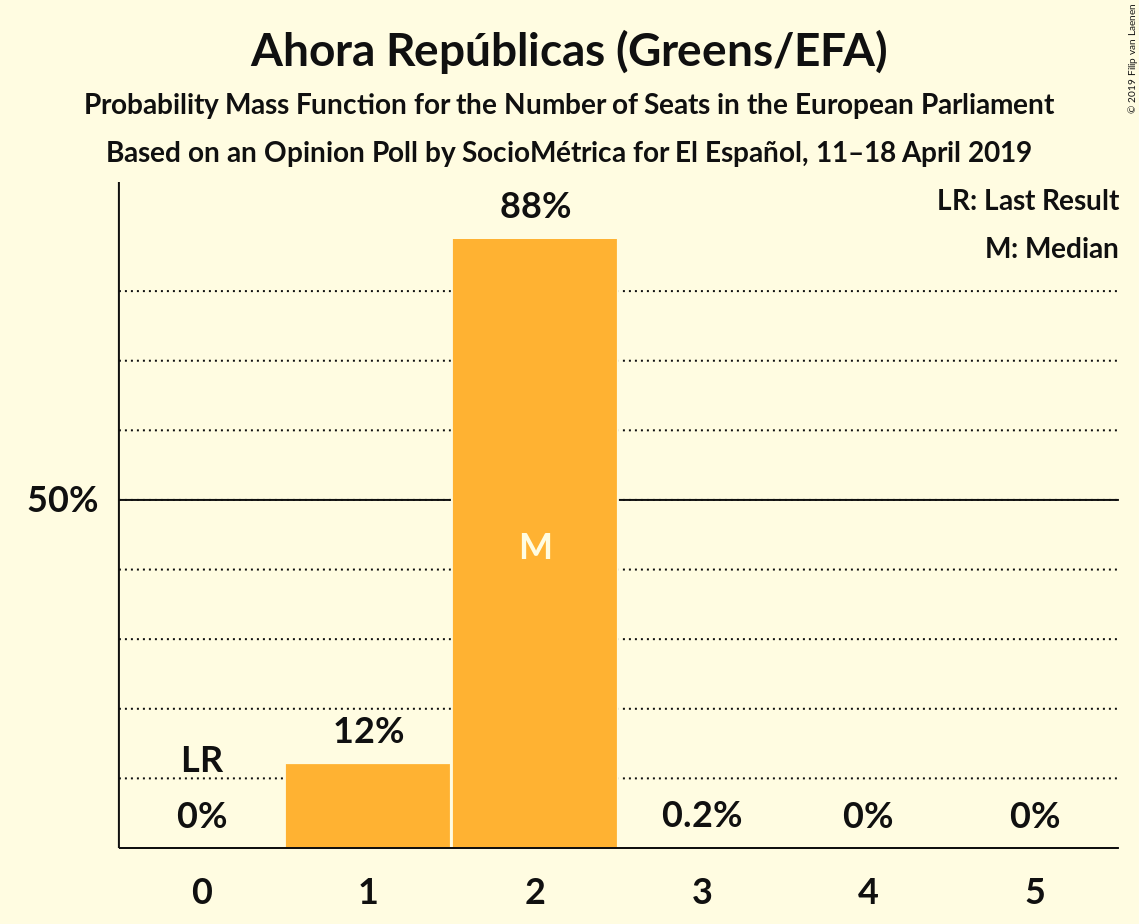 Ahora Repúblicas (Greens/EFA)
Probability Mass Function for the Number of Seats in the European Parliament
Based on an Opinion Poll by SocioMétrica for El Español, 11–18 April 2019
© 2019 Filip van Laenen
LR: Last Result
M: Median
88%
50%
M
12%
LR
0%
0.2%
0%
0%
0 1 2 3 4 5